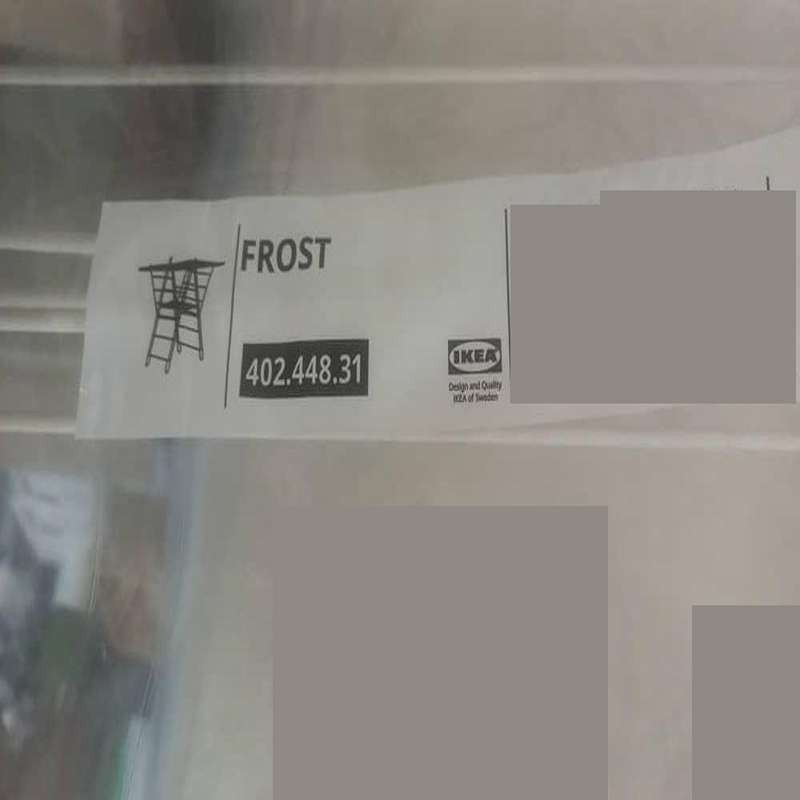 FROST
402.448.31
IKEA
Design and Quality
IKEA of Sweden